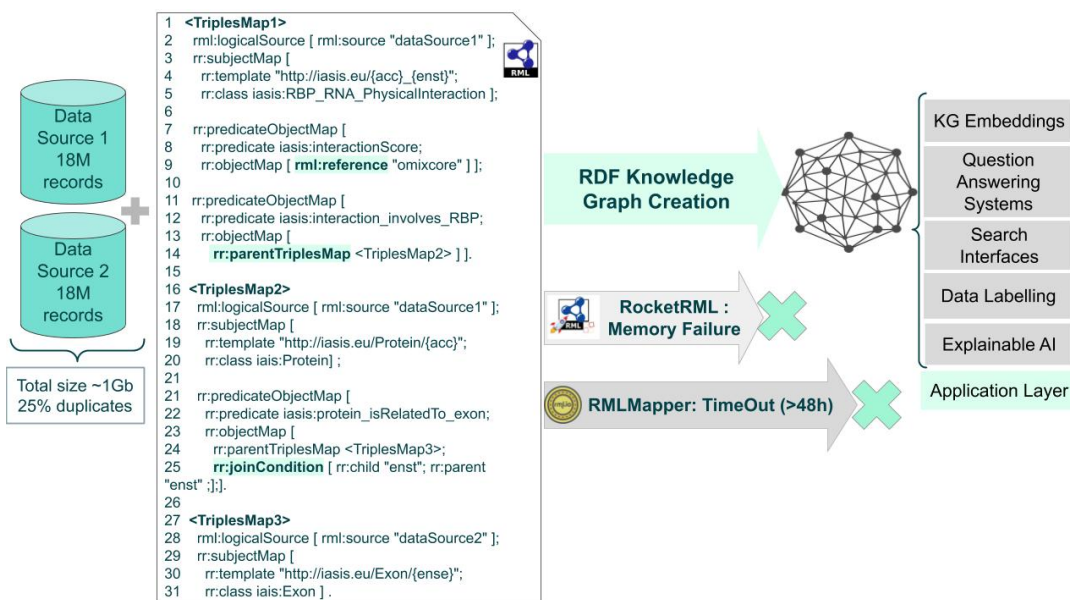 Data
Source 1
18M
records
Data
Source 2
18M
records
Total size ~1Gb
25% duplicates
1 <TriplesMap1>
2 rml:logicalSource [ rml:source "dataSource1" ];
3 rr:subjectMap [
4 rr:template "http://iasis.eu/{acc}_{enst}";
5 rr:class iasis:RBP_RNA_PhysicalInteraction ];
6
7 rr:predicateObjectMap [
8 rr:predicate iasis:interactionScore;
9 rr:objectMap [ rml:reference "omixcore" ] ];
10
11 rr:predicateObjectMap [
12 rr:predicate iasis:interaction_involves_RBP;
13 rr:objectMap [
14 rr:parentTriplesMap <TriplesMap2> ] ].
15
16 <TriplesMap2>
17 rml:logicalSource [ rml:source "dataSource1" ];
18 rr:subjectMap [
19 rr:template "http://iasis.eu/Protein/{acc}";
20 rr:class iais:Protein] ;
21
21 rr:predicateObjectMap [
22 rr:predicate iasis:protein_isRelatedTo_exon;
23 rr:objectMap [
24 rr:parentTriplesMap <TriplesMap3>;
25 rr:joinCondition [ rr:child "enst"; rr:parent
"enst" ;];].
26
27 <TriplesMap3>
28 rml:logicalSource [ rml:source "dataSource2" ];
29 rr:subjectMap [
30 rr:template "http://iasis.eu/Exon/{ense}";
31 rr:class iais:Exon ] .
RML
RDF Knowledge
Graph Creation
RML
RocketRML :
Memory Failure
RMLMapper: TimeOut (>48h)
KG Embeddings
Question
Answering
Systems
Search
Interfaces
Data Labelling
Explainable AI
Application Layer